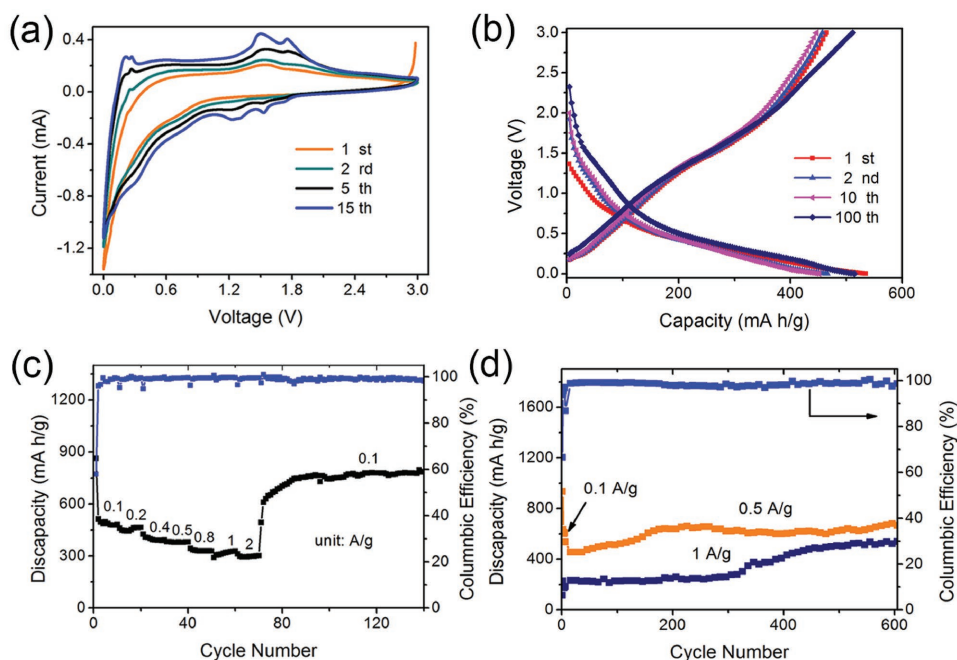 (a)
0.4
0.0
-0.4
-0.8
-1.2
Current (mA)
1 st
2 rd
5 th
15 th
0.0 0.6 1.2 1.8 2.4 3.0
Voltage (V)
(b)
3.0
2.5
2.0
1.5
1.0
0.5
0.0
Voltage (V)
1 st
2 nd
10 th
100 th
0 200 400 600
Capacity (mA h/g)
(c)
1200
900
600
300
0
Discapacity (mA h/g)
0.1
0.2
0.4
0.5
0.8
1
2
0.1
unit: A/g
100
80
60
40
20
0
Columnbic Efficiency (%)
0 40 80 120
Cycle Number
(d)
1600
1200
800
400
0
Discapacity (mA h/g)
0.1 A/g
0.5 A/g
1 A/g
100
80
60
40
20
0
Columnbic Efficiency (%)
0 200 400 600
Cycle Number